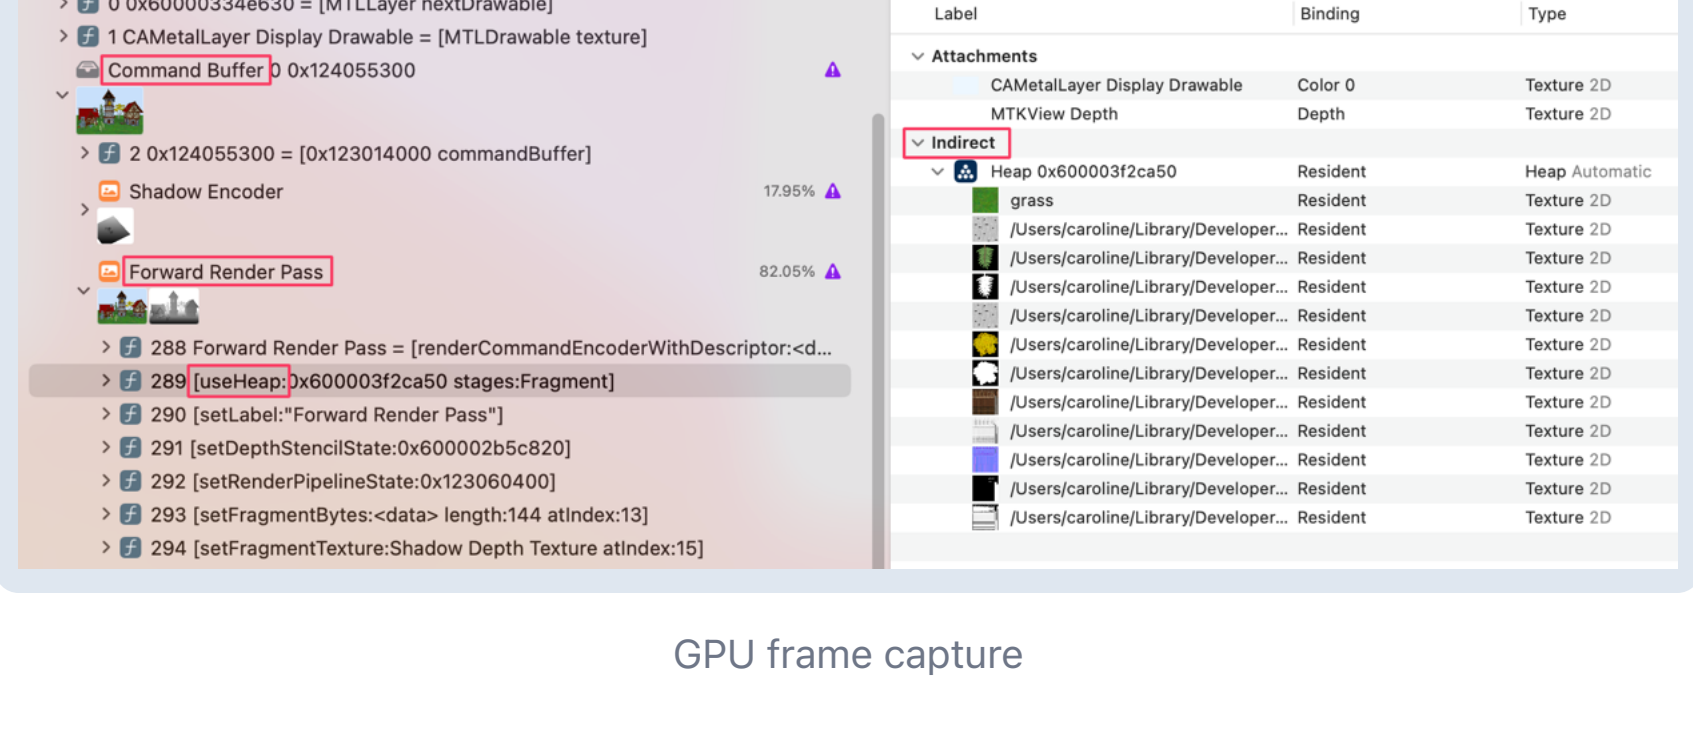 0 0x60000334e630 = [MTLLayer nextDrawable]
1 CAMetalLayer Display Drawable = [MTLDrawable texture]
Command Buffer 0 0x124055300
2 0x124055300 = [0x123014000 commandBuffer]
Shadow Encoder 17.95%
Forward Render Pass 82.05%
288 Forward Render Pass = [renderCommandEncoderWithDescriptor:<d...
289 [useHeap:0x600003f2ca50 stages:Fragment]
290 [setLabel:"Forward Render Pass"]
291 [setDepthStencilState:0x600002b5c820]
292 [setRenderPipelineState:0x123060400]
293 [setFragmentBytes:<data> length:144 atIndex:13]
294 [setFragmentTexture:Shadow Depth Texture atIndex:15]
Label Binding Type
Attachments
CAMetalLayer Display Drawable Color 0 Texture 2D
MTKView Depth Depth Texture 2D
Indirect
Heap 0x600003f2ca50 Resident Heap Automatic
grass Resident Texture 2D
/Users/caroline/Library/Developer... Resident Texture 2D
/Users/caroline/Library/Developer... Resident Texture 2D
/Users/caroline/Library/Developer... Resident Texture 2D
/Users/caroline/Library/Developer... Resident Texture 2D
/Users/caroline/Library/Developer... Resident Texture 2D
/Users/caroline/Library/Developer... Resident Texture 2D
/Users/caroline/Library/Developer... Resident Texture 2D
/Users/caroline/Library/Developer... Resident Texture 2D
/Users/caroline/Library/Developer... Resident Texture 2D
/Users/caroline/Library/Developer... Resident Texture 2D
/Users/caroline/Library/Developer... Resident Texture 2D
GPU frame capture